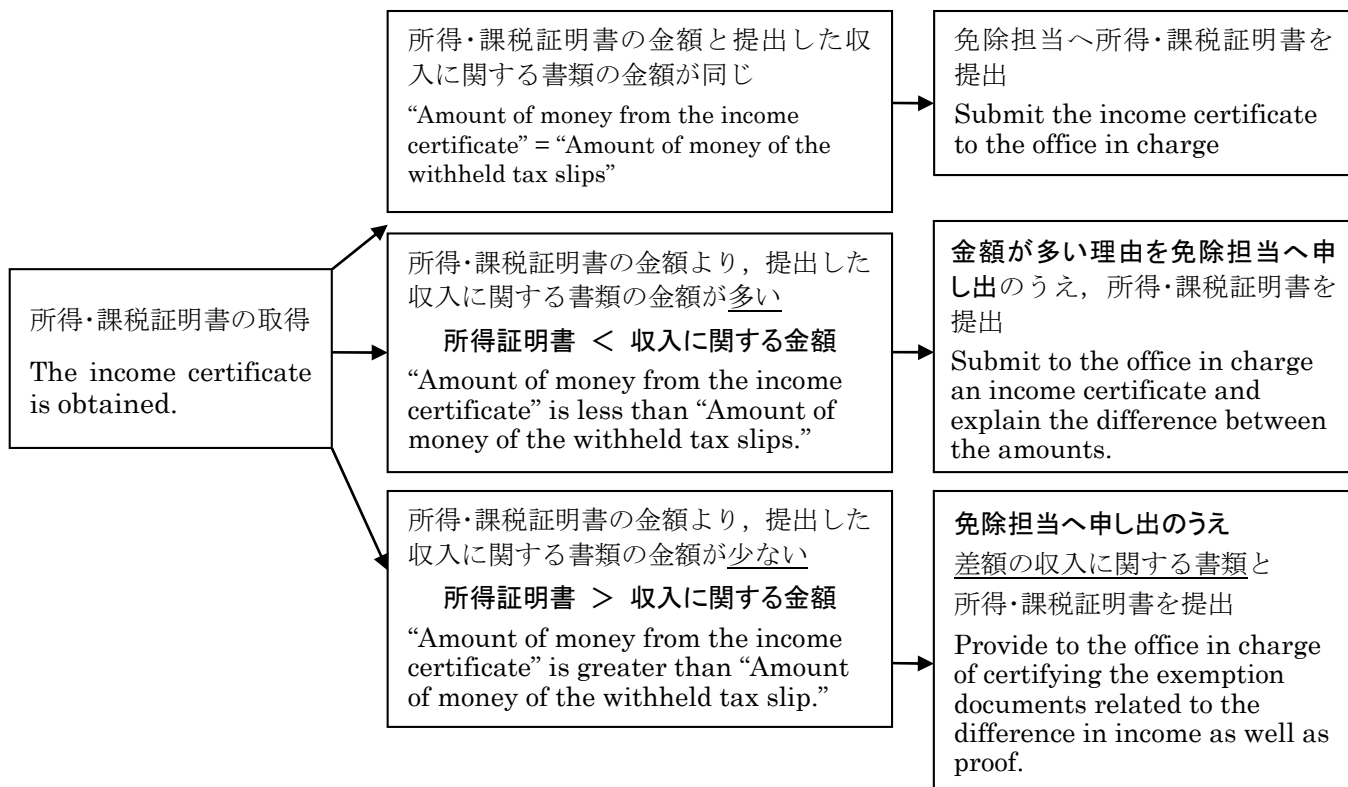 所得･課税証明書の取得
The income certificate
is obtained.
所得･課税証明書の金額と提出した収
入に関する書類の金額が同じ
“Amount of money from the income
certificate” = “Amount of money of the
withheld tax slips”
免除担当へ所得･課税証明書を
提出
Submit the income certificate
to the office in charge
所得･課税証明書の金額より，提出した
収入に関する書類の金額が多い
所得証明書 ＜ 収入に関する金額
“Amount of money from the income
certificate” is less than “Amount of
money of the withheld tax slips.”
金額が多い理由を免除担当へ申
し出のうえ，所得･課税証明書を
提出
Submit to the office in charge
an income certificate and
explain the difference between
the amounts.
所得･課税証明書の金額より，提出した
収入に関する書類の金額が少ない
所得証明書 ＞ 収入に関する金額
“Amount of money from the income
certificate” is greater than “Amount
of money of the withheld tax slip.”
免除担当へ申し出のうえ
差額の収入に関する書類と
所得･課税証明書を提出
Provide to the office in charge
of certifying the exemption
documents related to the
difference in income as well as
proof.